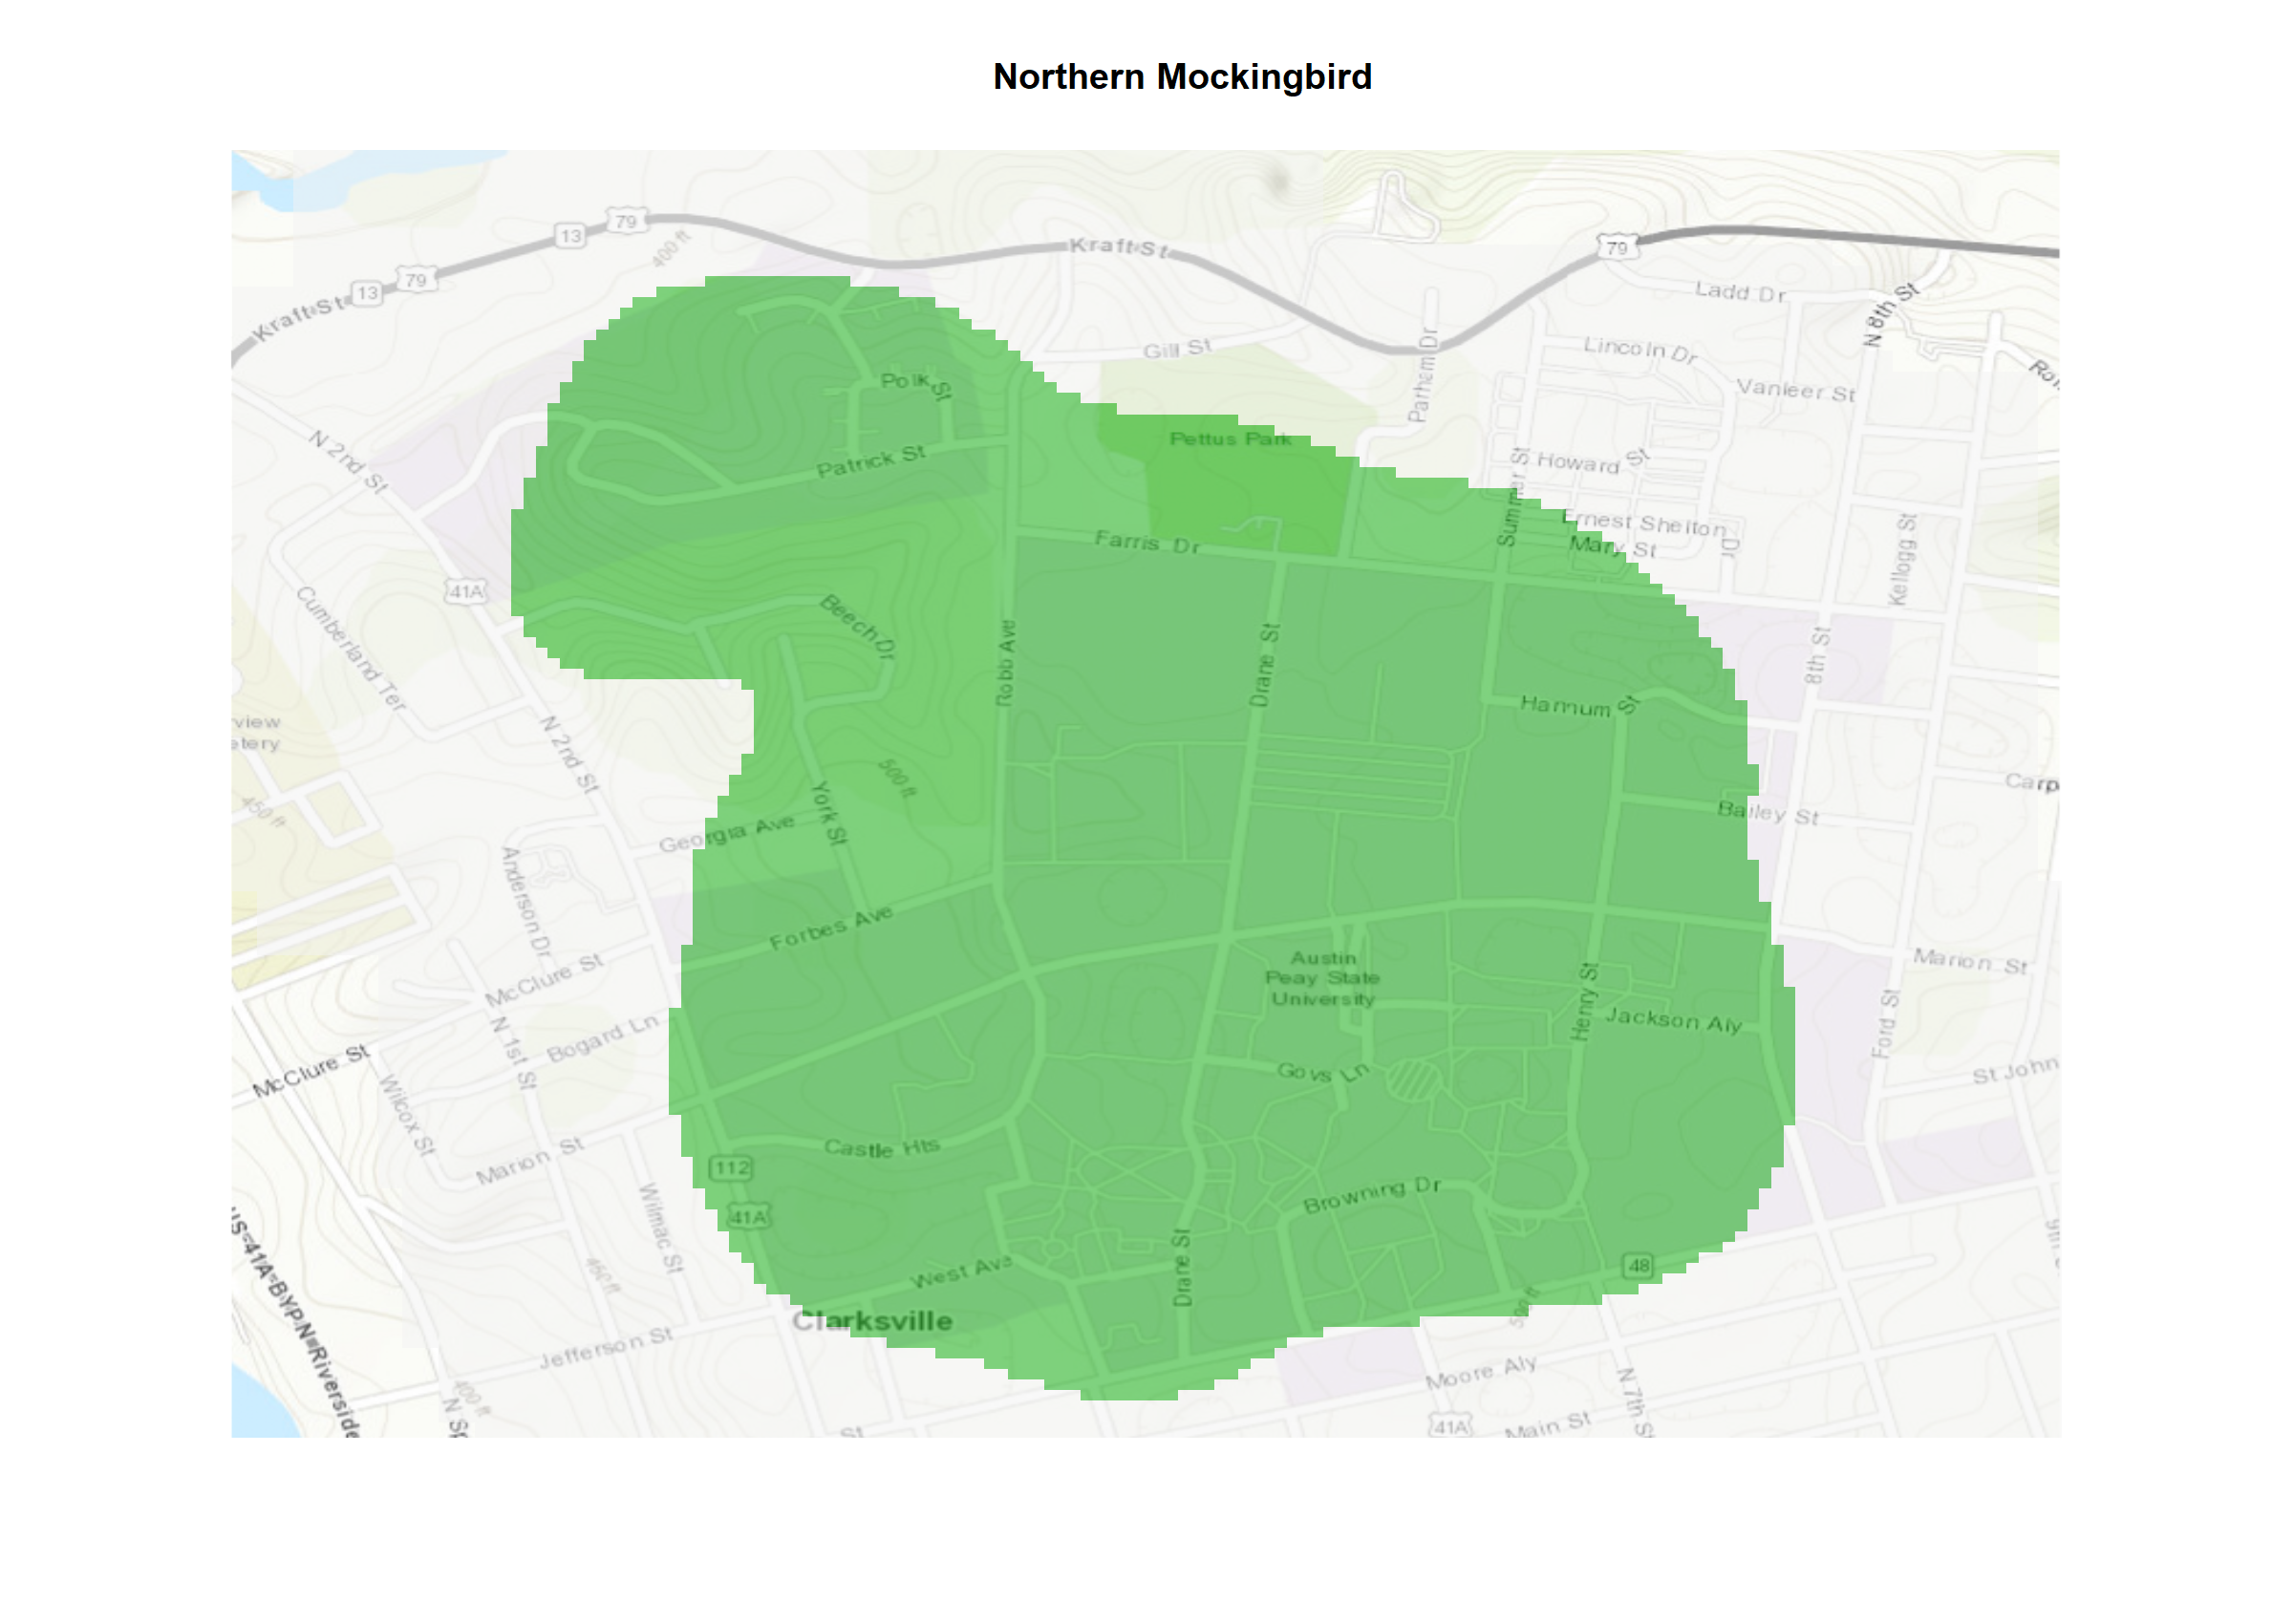 Northern Mockingbird
79
13
400 ft
Kraft St
79
79
13
Kraft St
Ladd Dr
N 8th St
Gill St
Parham Dr
Lincoln Dr
Polk St
Vanleer St
Pettus Park
N 2nd St
Patrick St
Summer St
Howard St
Ernest Shelton Dr
Farris Dr
Mary St
Kellogg St
41A
Cumberland Ter
Beech Dr
Robb Ave
Drane St
8th St
Hannum St
view
etery
N 2nd St
500 ft
York St
Carp
450 ft
Georgia Ave
Bailey St
Anderson Dr
Forbes Ave
McClure St
Austin
Peay State
University
Henry St
Marion St
N 1st St
Bogard Ln
Jackson Aly
Ford St
McClure St
Govs Ln
St John
Wilcox St
Castle Hts
Marion St
112
Wilmac St
41A
Browning Dr
US-41A-BYP-N-Riverside
450 ft
West Ave
Drane St
48
500 ft
Clarksville
Jefferson St
Moore Aly
400 ft
N Sp
St
41A
Main St
N 7th St
9th